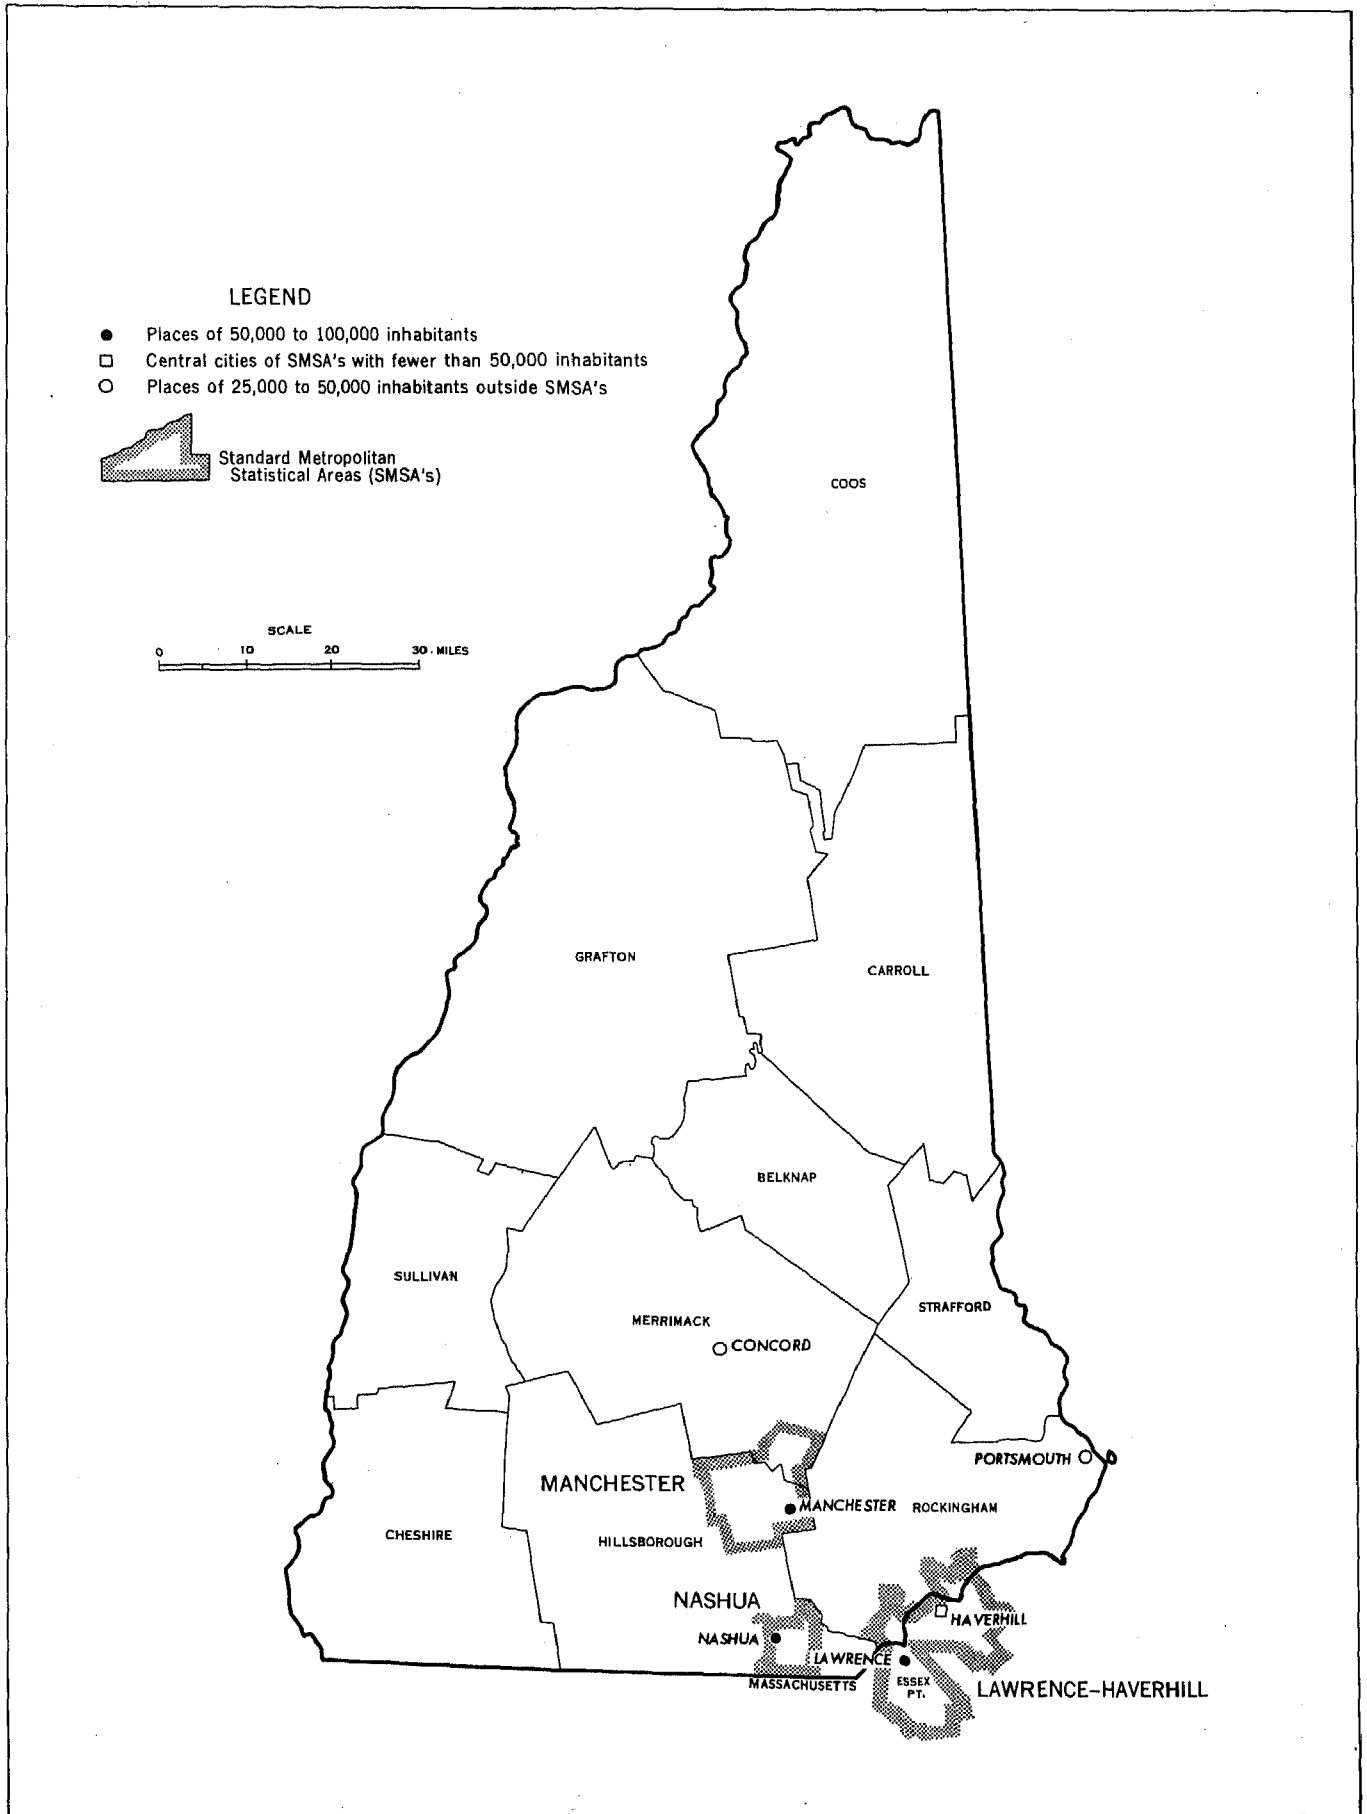 LEGEND
Places of 50,000 to 100,000 inhabitants
Central cities of SMSA's with fewer than 50,000 inhabitants
Places of 25,000 to 50,000 inhabitants outside SMSA's
Standard Metropolitan
Statistical Areas (SMSA's)
SCALE
0 10 20 30 MILES
COOS
GRAFTON
CARROLL
BELKNAP
SULLIVAN
STRAFFORD
MERRIMACK
CONCORD
PORTSMOUTH
MANCHESTER
MANCHESTER
ROCKINGHAM
CHESHIRE
HILLSBOROUGH
NASHUA
HAVERHILL
NASHUA
LAWRENCE
MASSACHUSETTS
ESSEX
PT.
LAWRENCE-HAVERHILL